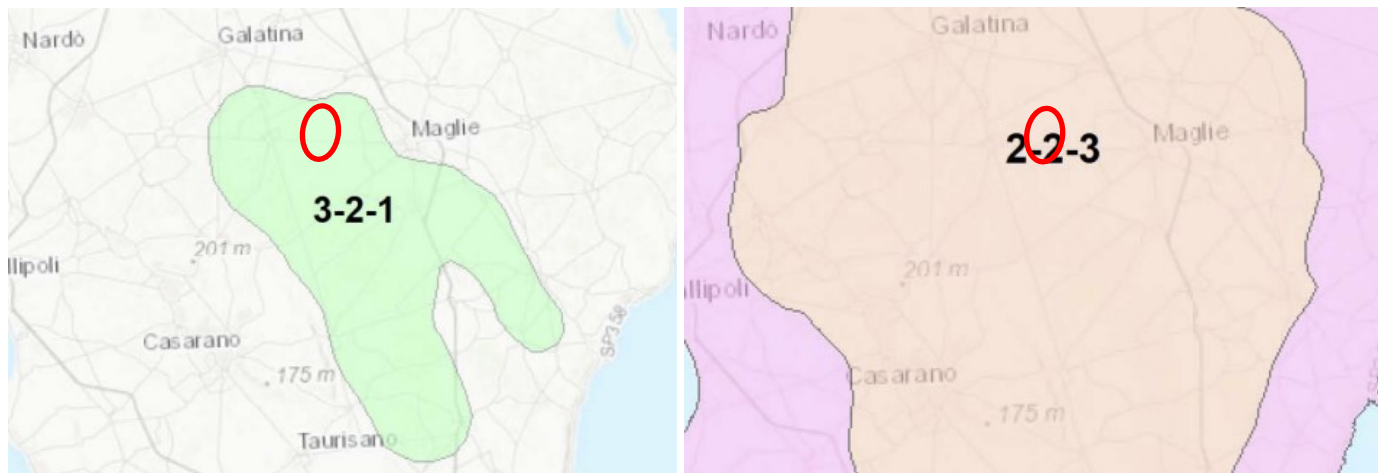 Nardò
Galatina
Maglie
3-2-1
201 m
llipoli
Casarano
175 m
SP358
Taurisano
Nardò
Galatina
Maglie
2-2-3
201 m
llipoli
Casarano
175 m